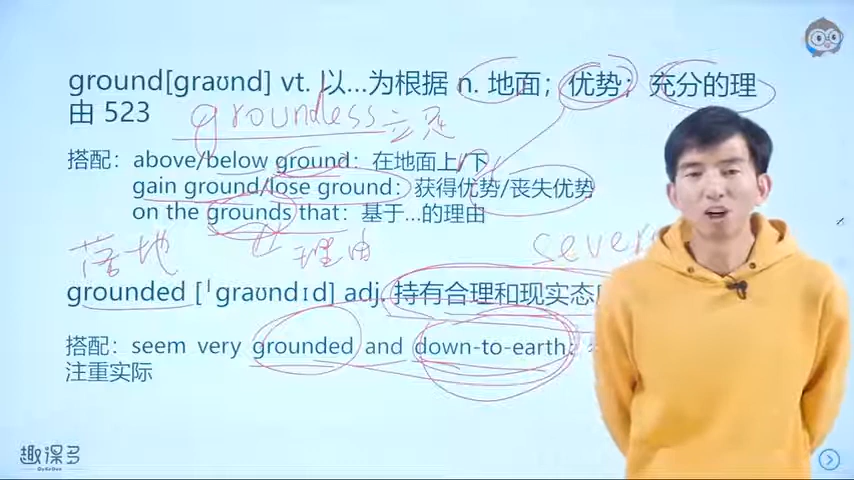 ground[graʊnd] vt. 以...为根据 n. 地面；优势；充分的理
由 523
groundless
搭配：above/below ground：在地面上/下
gain ground/lose ground：获得优势/丧失优势
on the grounds that：基于...的理由
落地 理由 sever
grounded [ˈgraʊndɪd] adj. 持有合理和现实态
搭配：seem very grounded and down-to-earth：
注重实际
趣课多
QuKeDuo